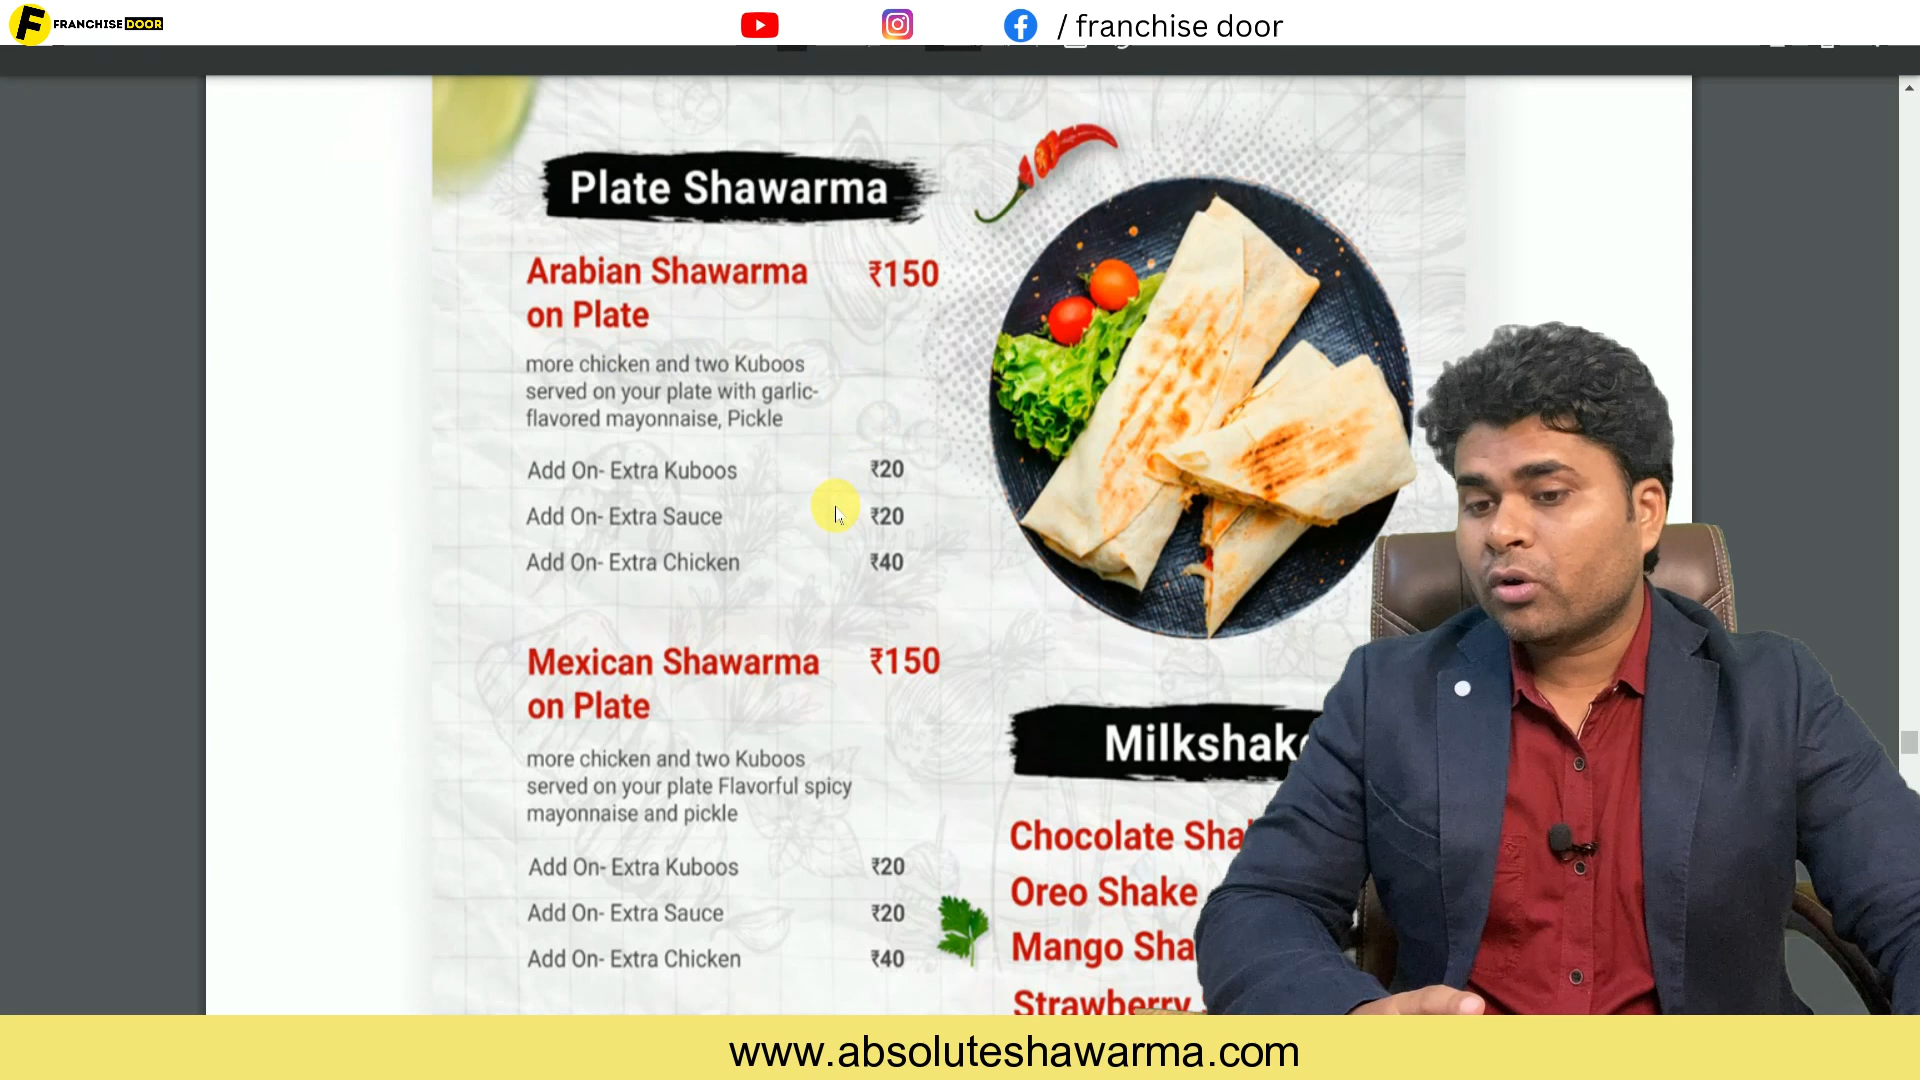 FRANCHISE DOOR
/ franchise door
Plate Shawarma
Arabian Shawarma ₹150
on Plate
more chicken and two Kuboos
served on your plate with garlic-
flavored mayonnaise, Pickle
Add On- Extra Kuboos ₹20
Add On- Extra Sauce ₹20
Add On- Extra Chicken ₹40
Mexican Shawarma ₹150
on Plate
more chicken and two Kuboos
served on your plate Flavorful spicy
mayonnaise and pickle
Add On- Extra Kuboos ₹20
Add On- Extra Sauce ₹20
Add On- Extra Chicken ₹40
Milkshak
Chocolate Sha
Oreo Shake
Mango Sha
Strawberry
www.absoluteshawarma.com